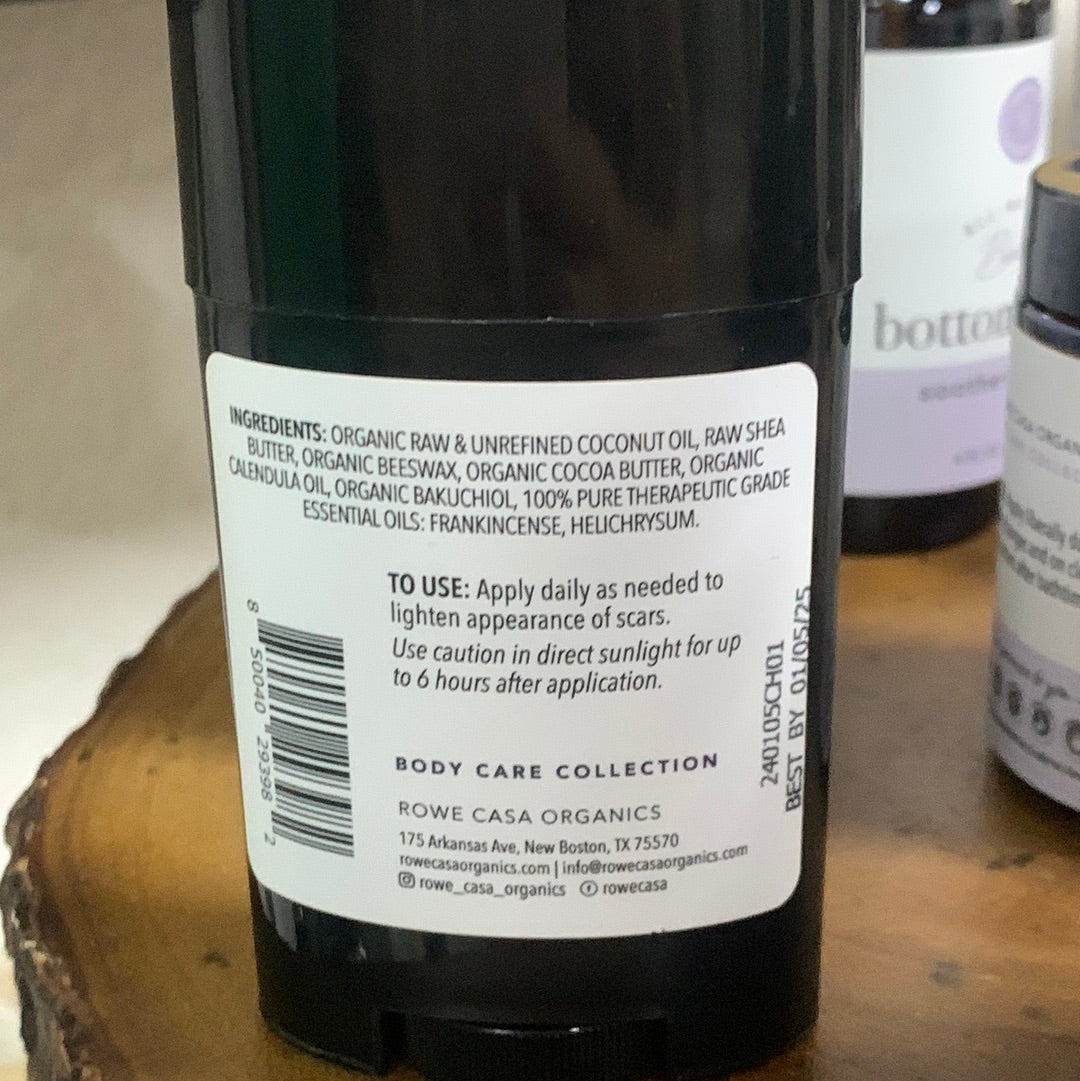 INGREDIENTS: ORGANIC RAW & UNREFINED COCONUT OIL, RAW SHEA
BUTTER, ORGANIC BEESWAX, ORGANIC COCOA BUTTER, ORGANIC
CALENDULA OIL, ORGANIC BAKUCHIOL, 100% PURE THERAPEUTIC GRADE
ESSENTIAL OILS: FRANKINCENSE, HELICHRYSUM.
TO USE: Apply daily as needed to
lighten appearance of scars.
Use caution in direct sunlight for up
to 6 hours after application.
8 50040 29398 2
BODY CARE COLLECTION
ROWE CASA ORGANICS
175 Arkansas Ave, New Boston, TX 75570
rowecasaorganics.com | info@rowecasaorganics.com
rowe_casa_organics rowecasa
240105CH01
BEST BY 01/05/25